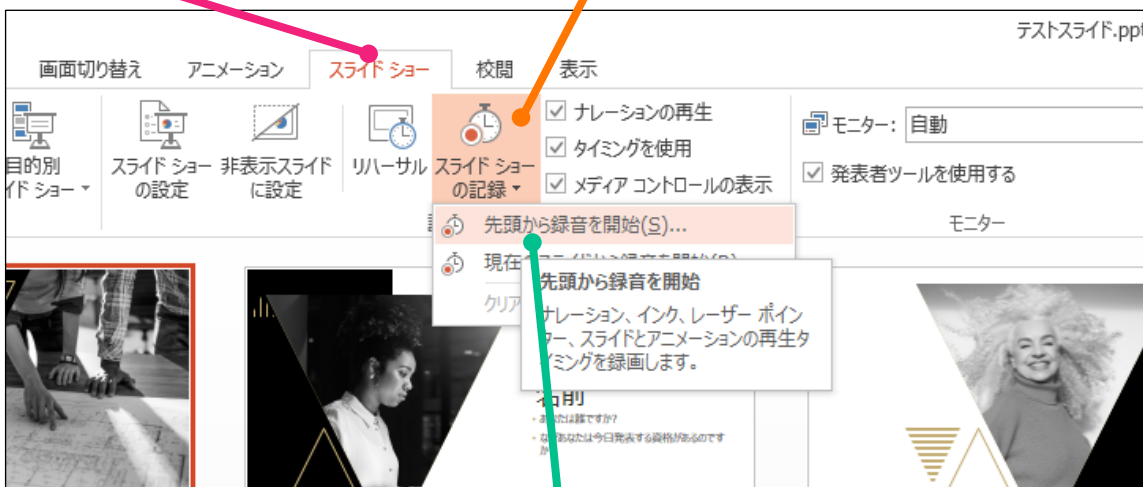 テストスライド.ppt
画面切り替え アニメーション スライド ショー 校閲 表示
目的別
イド ショー
スライド ショー
の設定
非表示スライド
に設定
リハーサル
スライド ショー
の記録
ナレーションの再生
タイミングを使用
メディア コントロールの表示
モニター: 自動
発表者ツールを使用する
モニター
先頭から録音を開始(S)...
現在
クリア
先頭から録音を開始
ナレーション、インク、レーザー ポイン
ター、スライドとアニメーションの再生タ
イミングを録画します。
名前
あなたは誰ですか?
なぜあなたは今日発表する資格があるのです
か